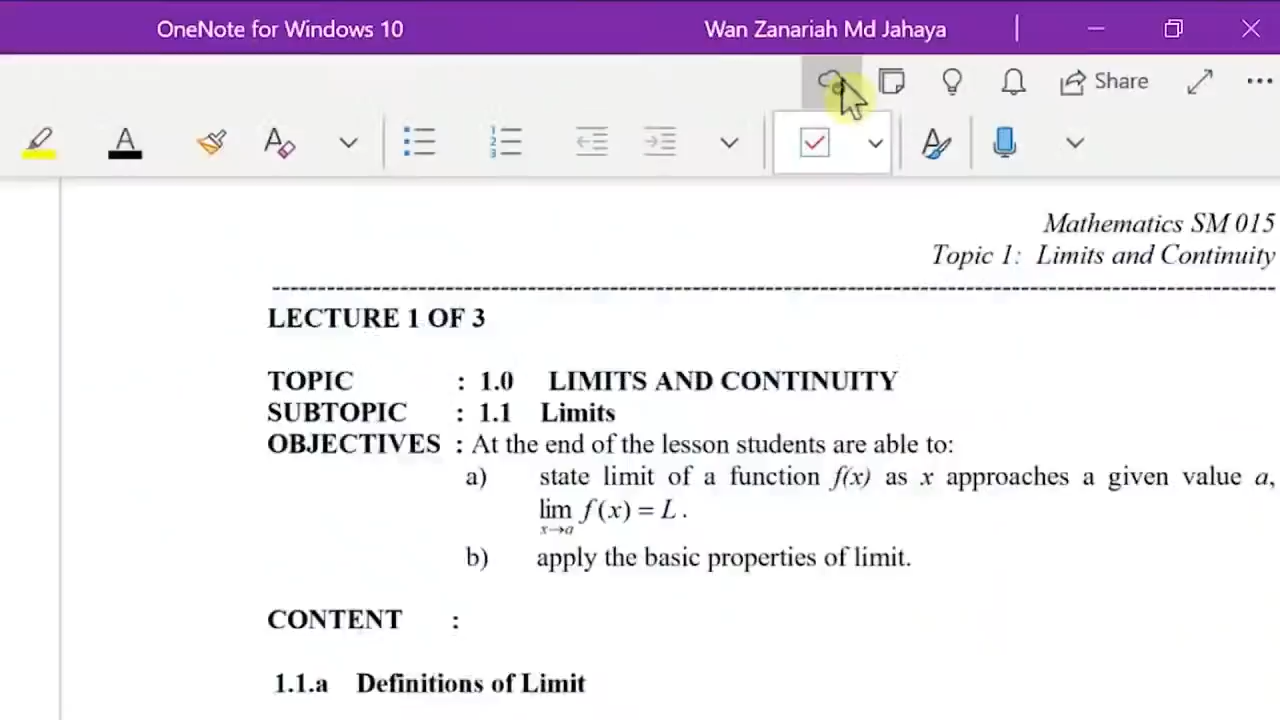 OneNote for Windows 10 Wan Zanariah Md Jahaya
Share
Mathematics SM 015
Topic 1: Limits and Continuity
LECTURE 1 OF 3
TOPIC : 1.0 LIMITS AND CONTINUITY
SUBTOPIC : 1.1 Limits
OBJECTIVES : At the end of the lesson students are able to:
a) state limit of a function f(x) as x approaches a given value a,
lim f(x) = L.
x→a
b) apply the basic properties of limit.
CONTENT :
1.1.a Definitions of Limit